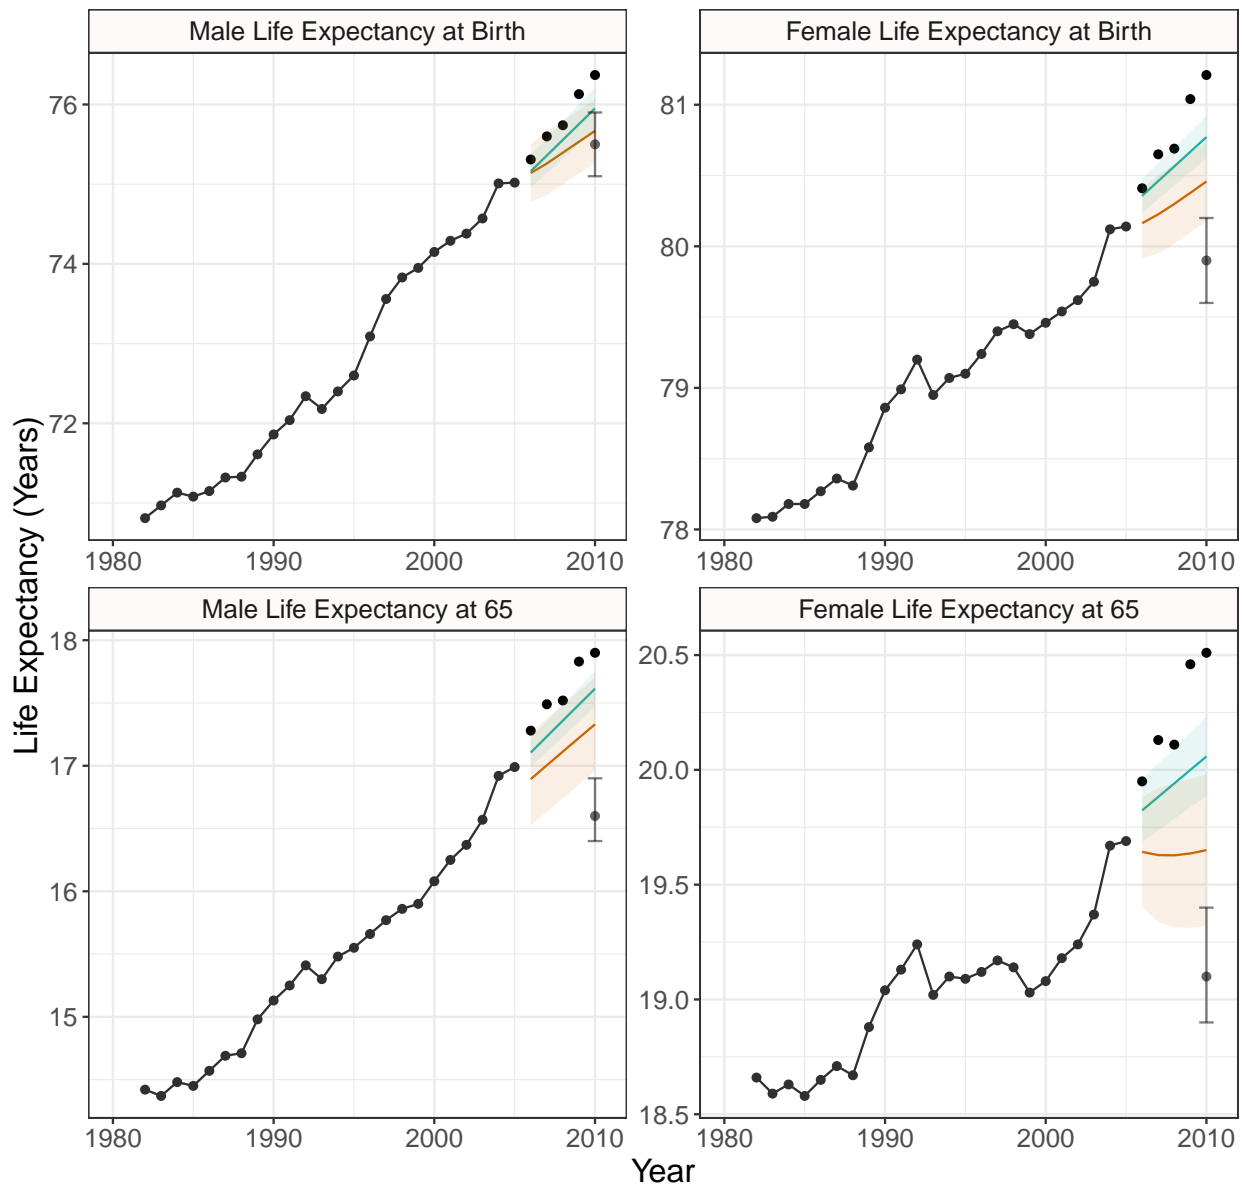 Male Life Expectancy at Birth
Female Life Expectancy at Birth
76
74
72
81
80
79
78
1980 1990 2000 2010
1980 1990 2000 2010
Life Expectancy (Years)
Male Life Expectancy at 65
Female Life Expectancy at 65
18
17
16
15
20.5
20.0
19.5
19.0
18.5
1980 1990 2000 2010
1980 1990 2000 2010
Year